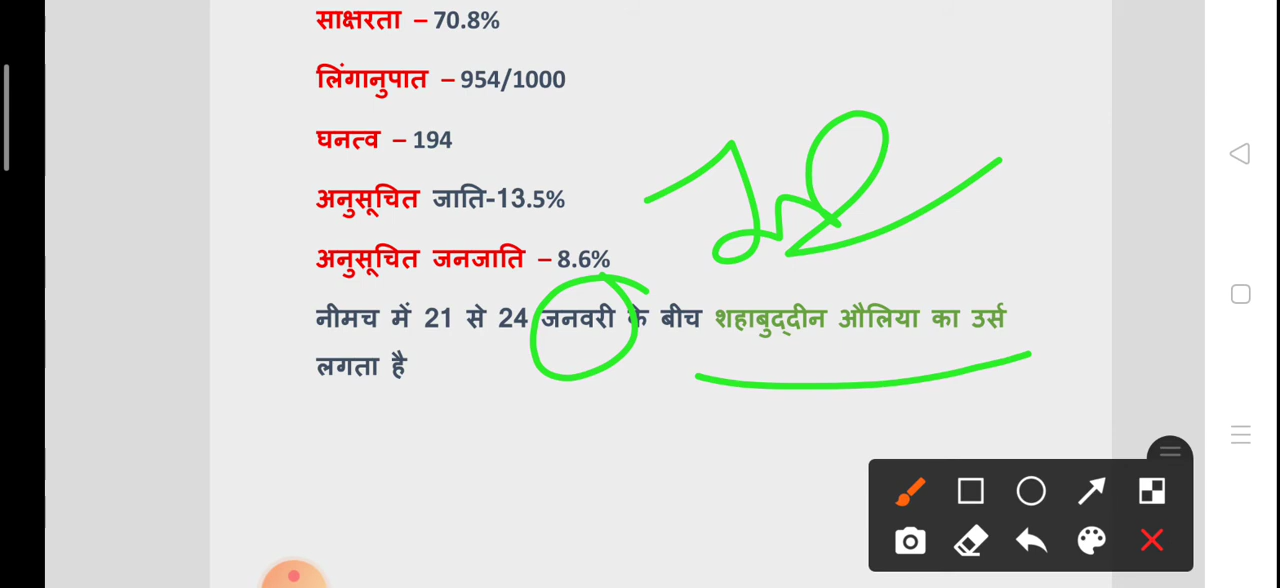 साक्षरता – 70.8%
लिंगानुपात – 954/1000
घनत्व – 194
अनुसूचित जाति-13.5%
अनुसूचित जनजाति – 8.6%
नीमच में 21 से 24 जनवरी के बीच शहाबुद्दीन औलिया का उर्स
लगता है